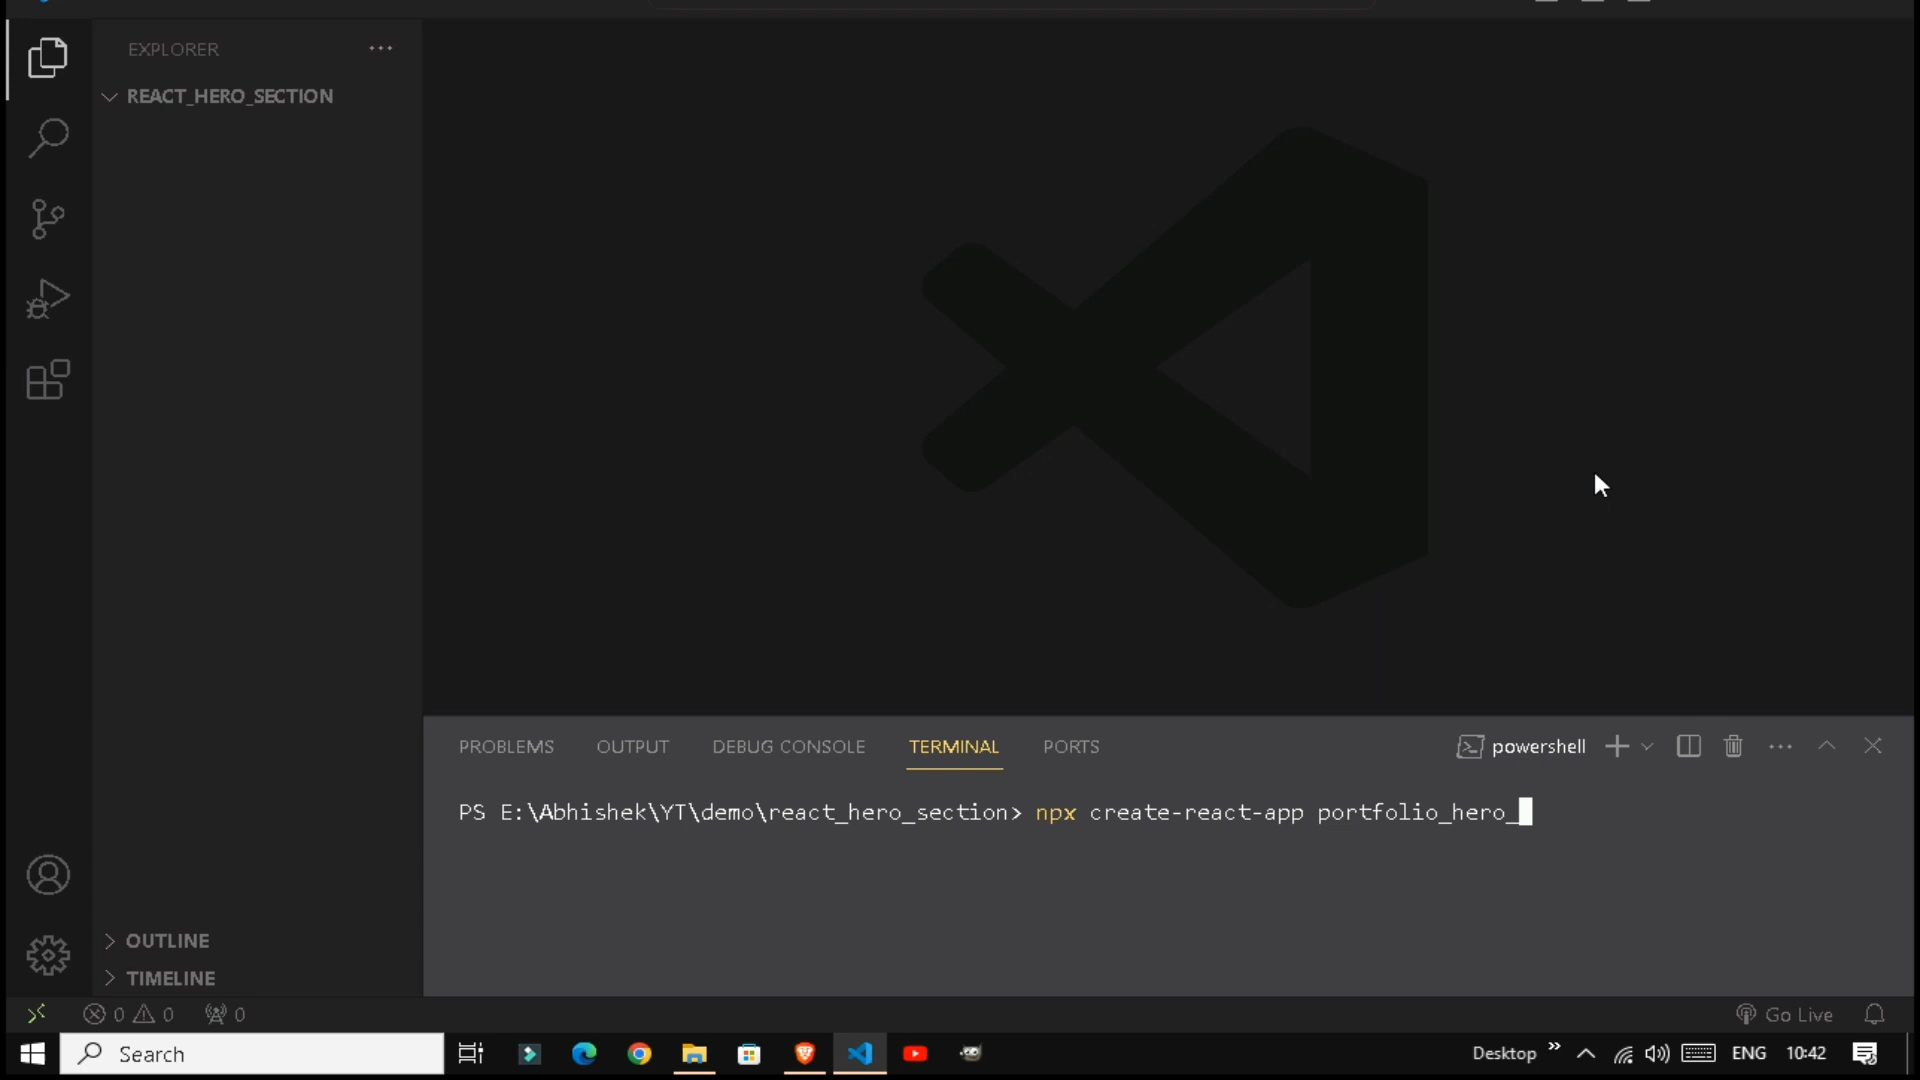 EXPLORER
REACT_HERO_SECTION
PROBLEMS OUTPUT DEBUG CONSOLE TERMINAL PORTS powershell
PS E:\Abhishek\YT\demo\react_hero_section> npx create-react-app portfolio_hero_
OUTLINE
TIMELINE
0 0 0 Go Live
Search Desktop ENG 10:42